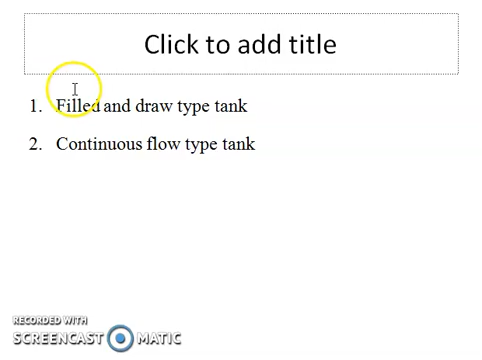 Click to add title
1. Filled and draw type tank
2. Continuous flow type tank
RECORDED WITH
SCREENCAST MATIC